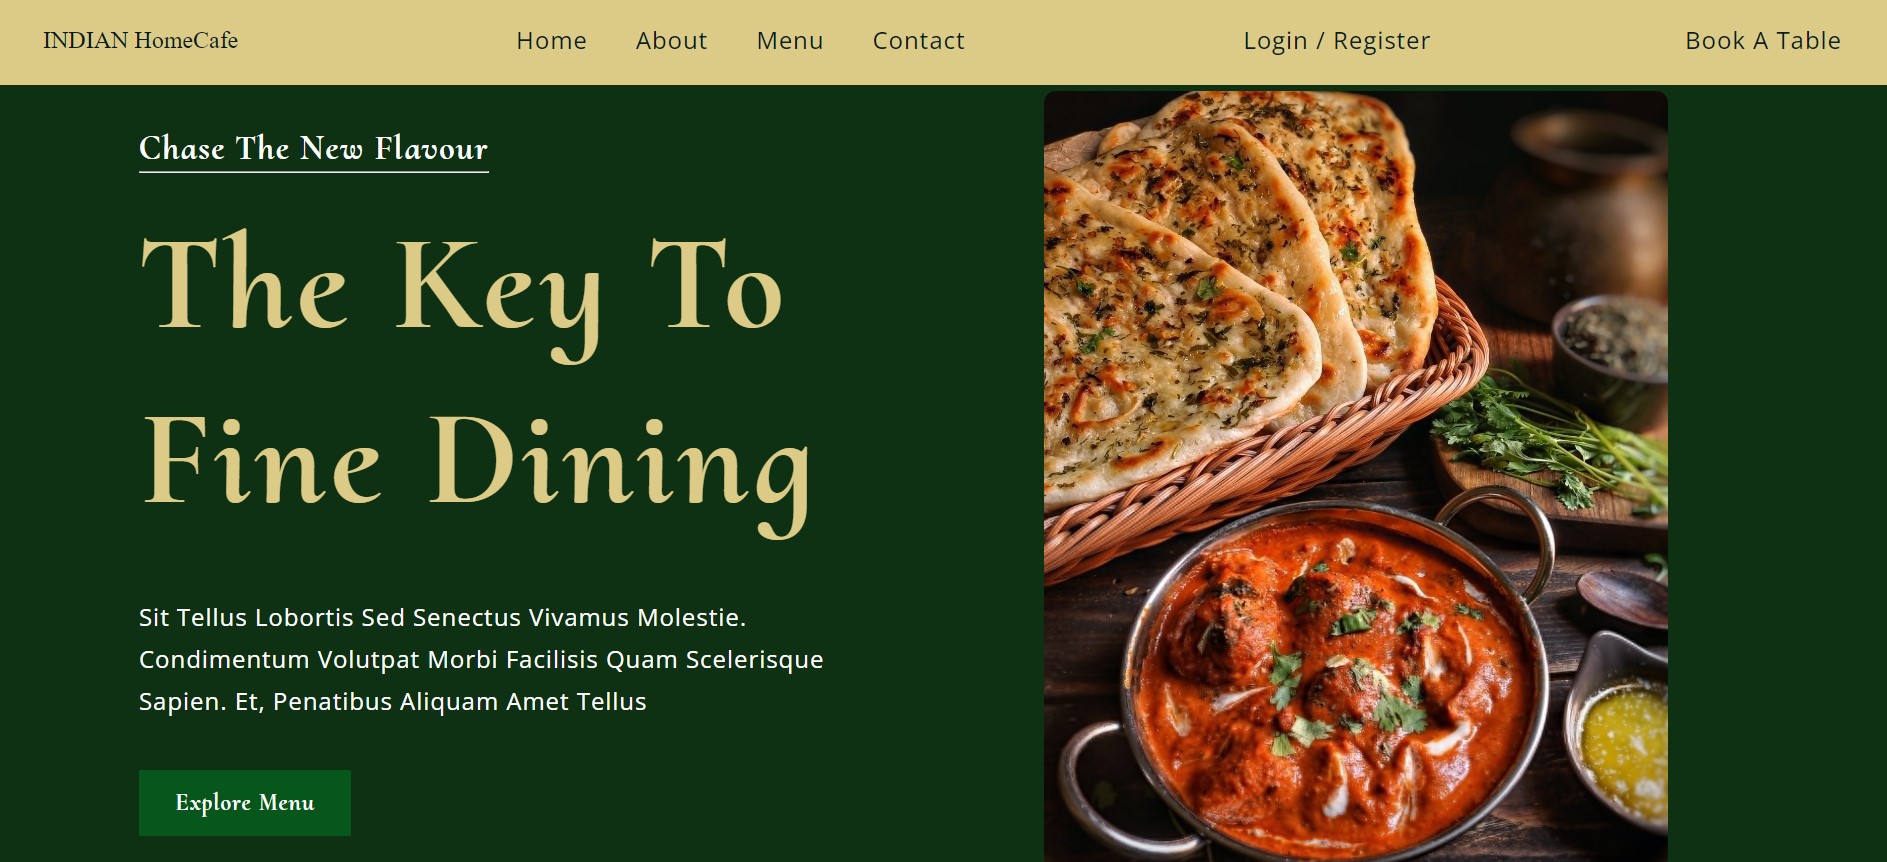 INDIAN HomeCafe
Home About Menu Contact
Login / Register
Book A Table
Chase The New Flavour
The Key To
Fine Dining
Sit Tellus Lobortis Sed Senectus Vivamus Molestie.
Condimentum Volutpat Morbi Facilisis Quam Scelerisque
Sapien. Et, Penatibus Aliquam Amet Tellus
Explore Menu